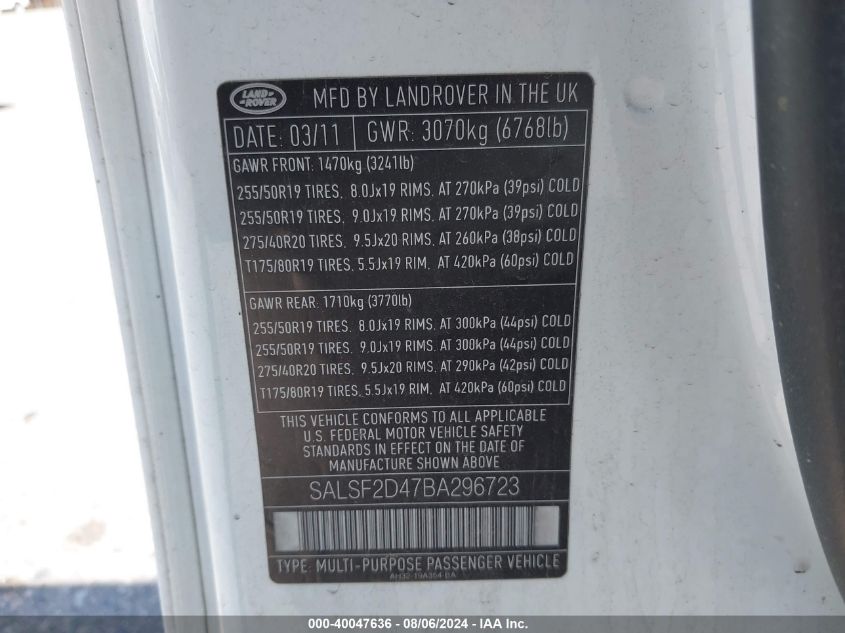 LAND ROVER
MFD BY LANDROVER IN THE UK
DATE: 03/11 GWR: 3070kg (6768lb)
GAWR FRONT: 1470kg (3241lb)
255/50R19 TIRES, 8.0Jx19 RIMS, AT 270kPa (39psi) COLD
255/50R19 TIRES, 9.0Jx19 RIMS, AT 270kPa (39psi) COLD
275/40R20 TIRES, 9.5Jx20 RIMS, AT 260kPa (38psi) COLD
T175/80R19 TIRES, 5.5Jx19 RIM, AT 420kPa (60psi) COLD
GAWR REAR: 1710kg (3770lb)
255/50R19 TIRES, 8.0Jx19 RIMS, AT 300kPa (44psi) COLD
255/50R19 TIRES, 9.0Jx19 RIMS, AT 300kPa (44psi) COLD
275/40R20 TIRES, 9.5Jx20 RIMS, AT 290kPa (42psi) COLD
T175/80R19 TIRES, 5.5Jx19 RIM, AT 420kPa (60psi) COLD
THIS VEHICLE CONFORMS TO ALL APPLICABLE
U.S. FEDERAL MOTOR VEHICLE SAFETY
STANDARDS IN EFFECT ON THE DATE OF
MANUFACTURE SHOWN ABOVE
SALSF2D47BA296723
TYPE: MULTI-PURPOSE PASSENGER VEHICLE
AH32-19A364-BA
000-40047636 - 08/06/2024 - IAA Inc.